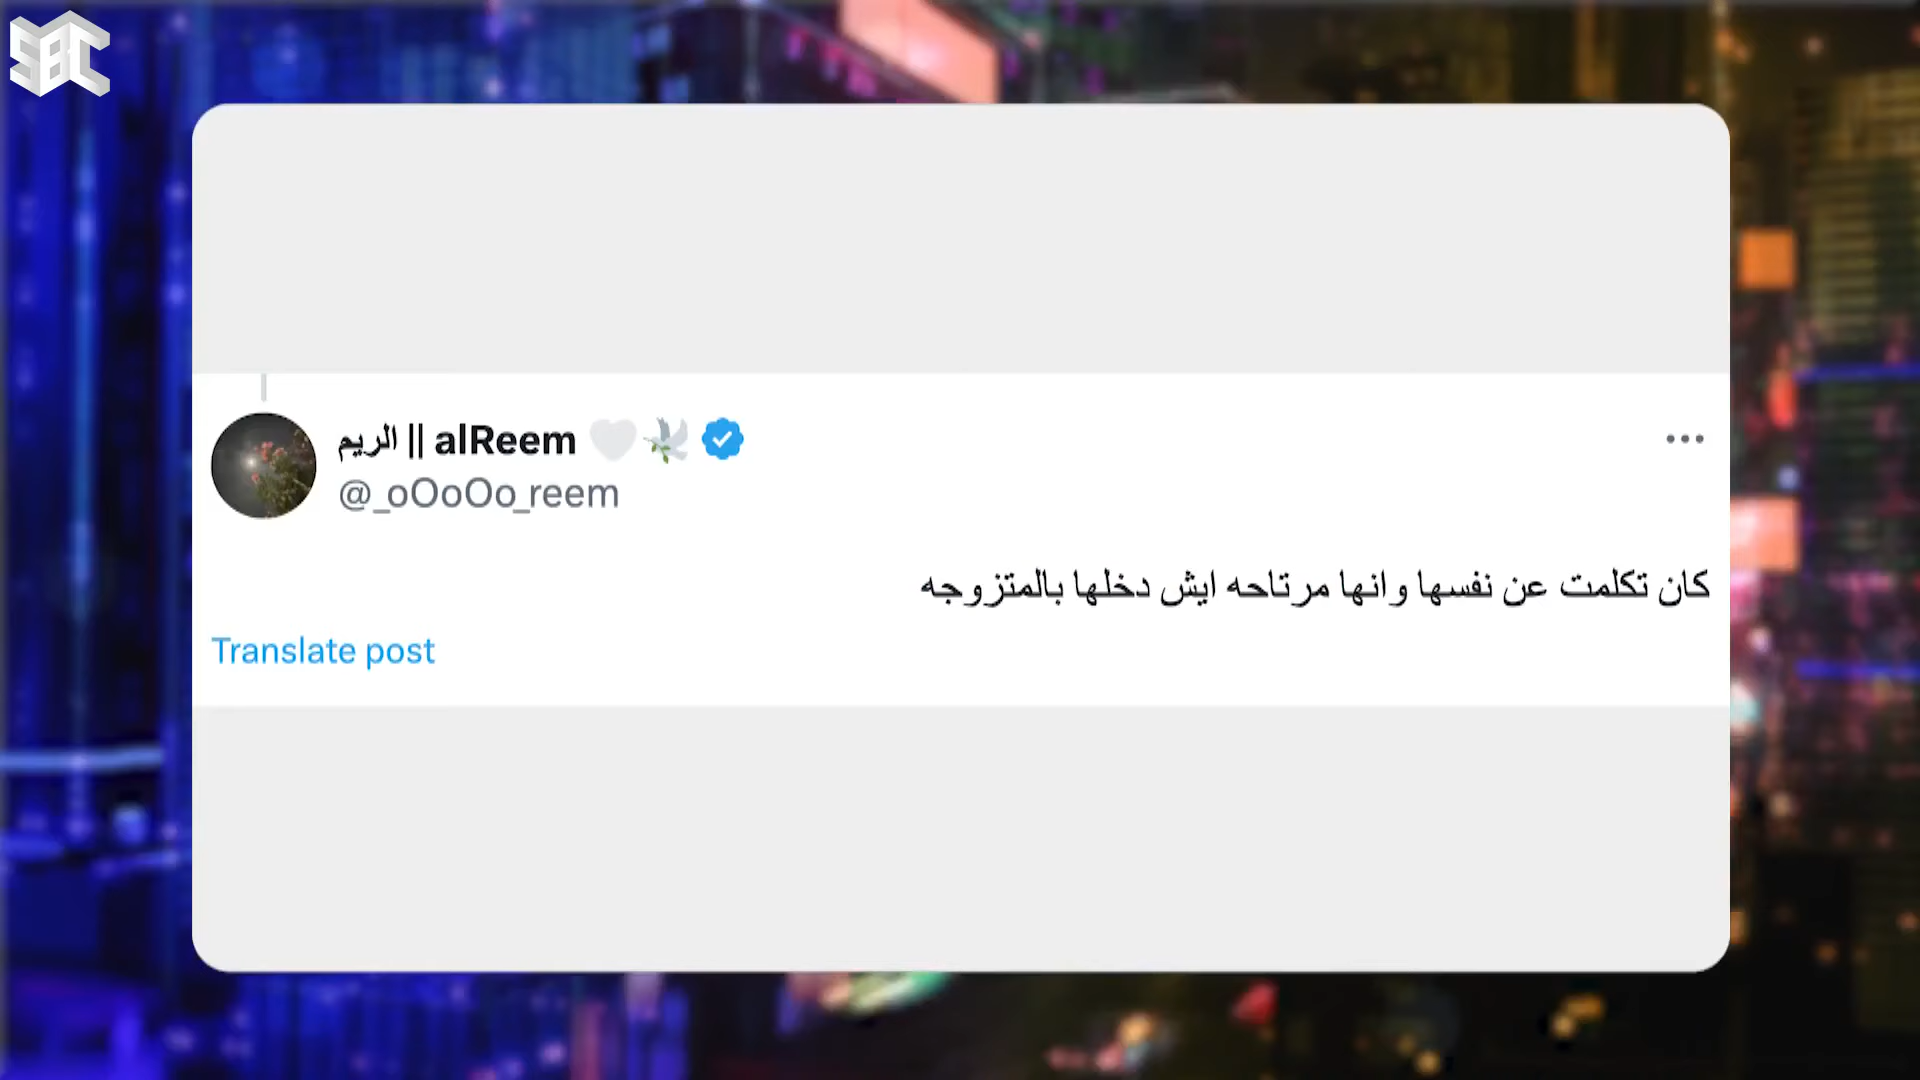 SBC
الريم || alReem 🤍🕊️
@_oOoOo_reem
كان تكلمت عن نفسها وانها مرتاحه ايش دخلها بالمتزوجه
Translate post